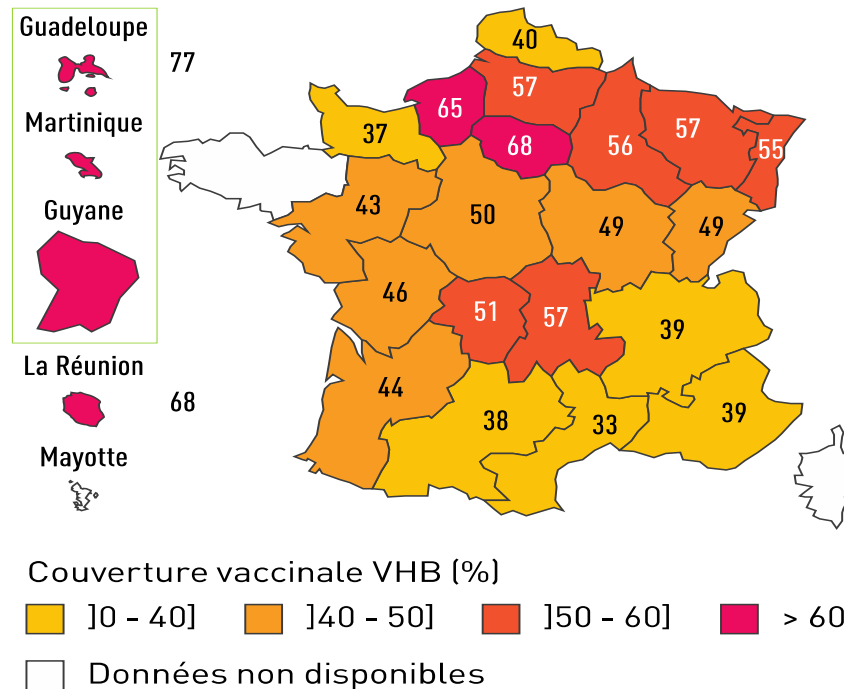 Guadeloupe
77
Martinique
Guyane
La Réunion
68
Mayotte
40
57
65
37
68
56
57
55
43
50
49
49
46
51
57
39
44
38
33
39
Couverture vaccinale VHB (%)
]0 - 40] ]40 - 50] ]50 - 60] > 60
Données non disponibles